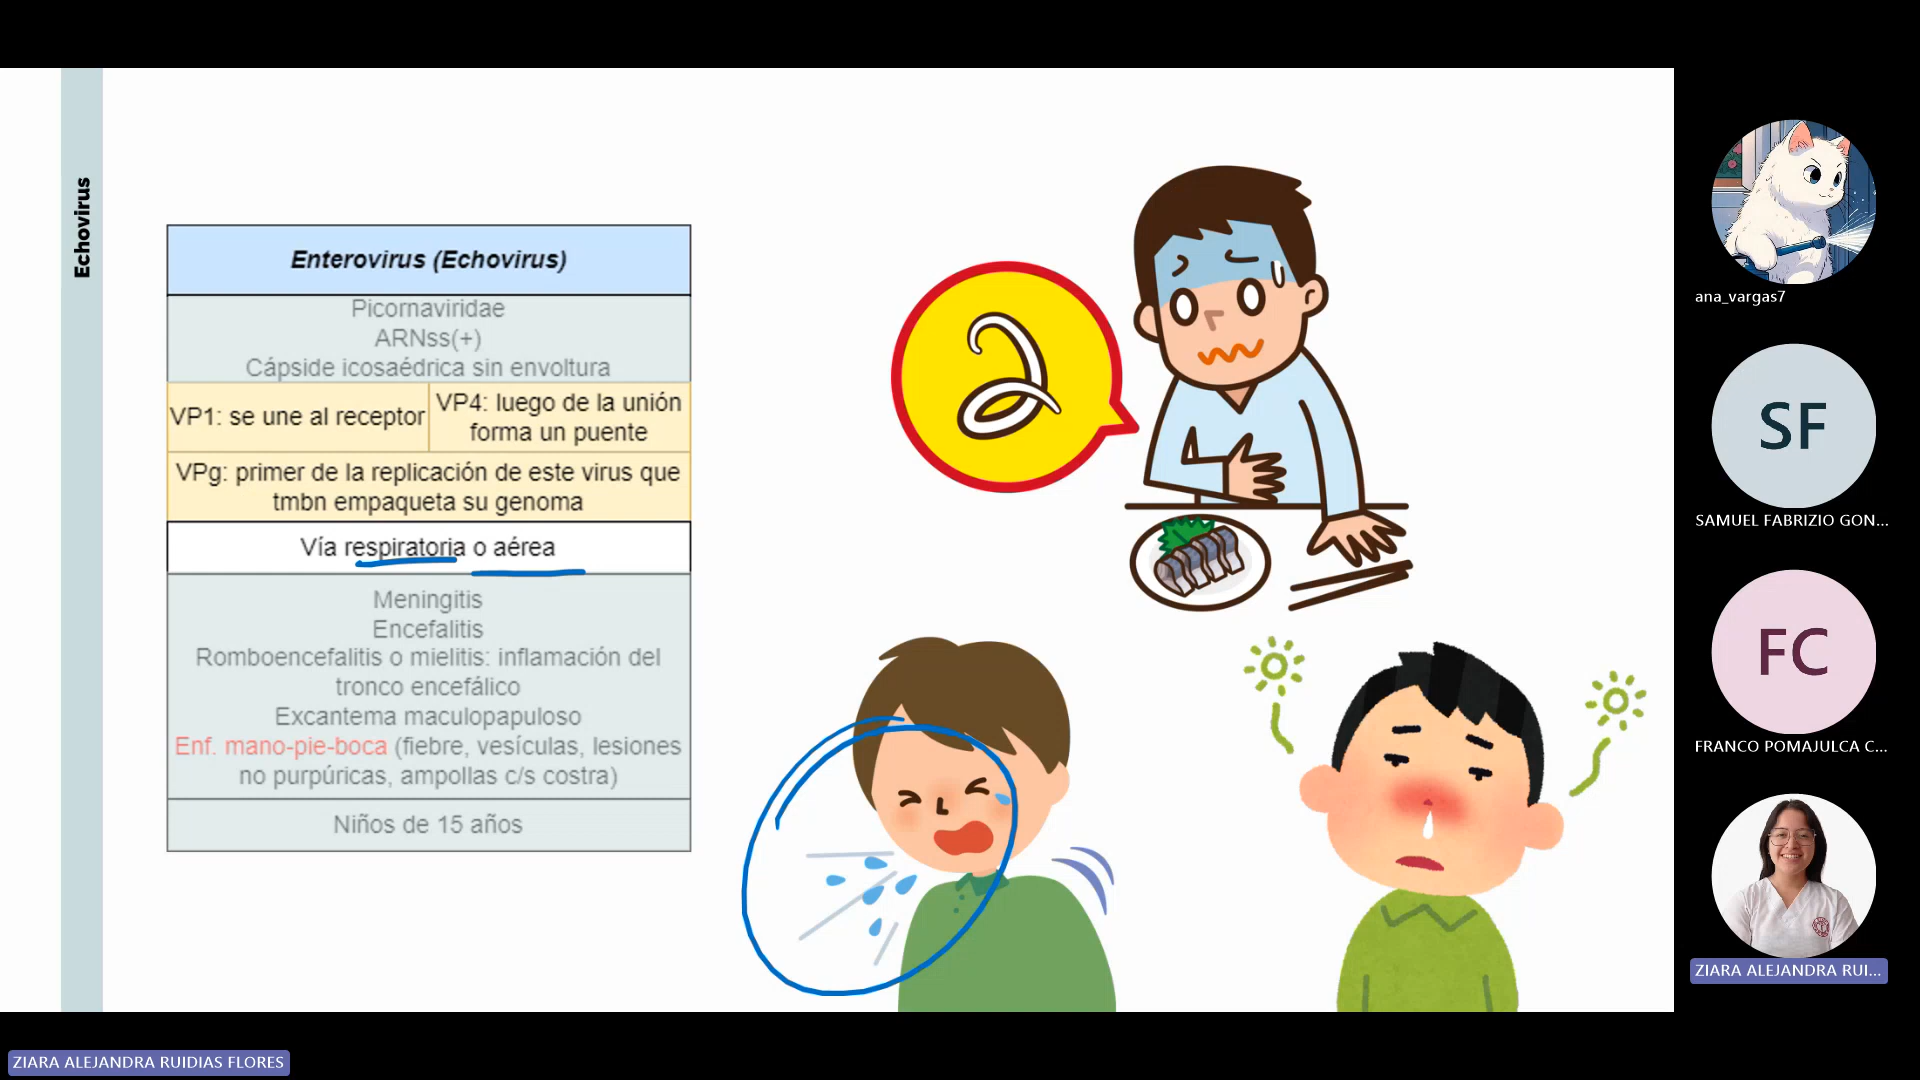 Echovirus
Enterovirus (Echovirus)
Picornaviridae
ARNss(+)
Cápside icosaédrica sin envoltura
VP1: se une al receptor
VP4: luego de la unión
forma un puente
VPg: primer de la replicación de este virus que
tmbn empaqueta su genoma
Vía respiratoria o aérea
Meningitis
Encefalitis
Romboencefalitis o mielitis: inflamación del
tronco encefálico
Excantema maculopapuloso
Enf. mano-pie-boca (fiebre, vesículas, lesiones
no purpúricas, ampollas c/s costra)
Niños de 15 años
ana_vargas7
SF
SAMUEL FABRIZIO GON...
FC
FRANCO POMAJULCA C...
ZIARA ALEJANDRA RUI...
ZIARA ALEJANDRA RUIDIAS FLORES